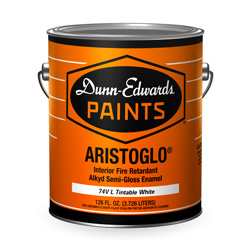 Dunn-Edwards
PAINTS
ARISTOGLO®
Interior Fire Retardant
Alkyd Semi-Gloss Enamel
74V L Tintable White
126 FL. OZ. (3.726 LITERS)